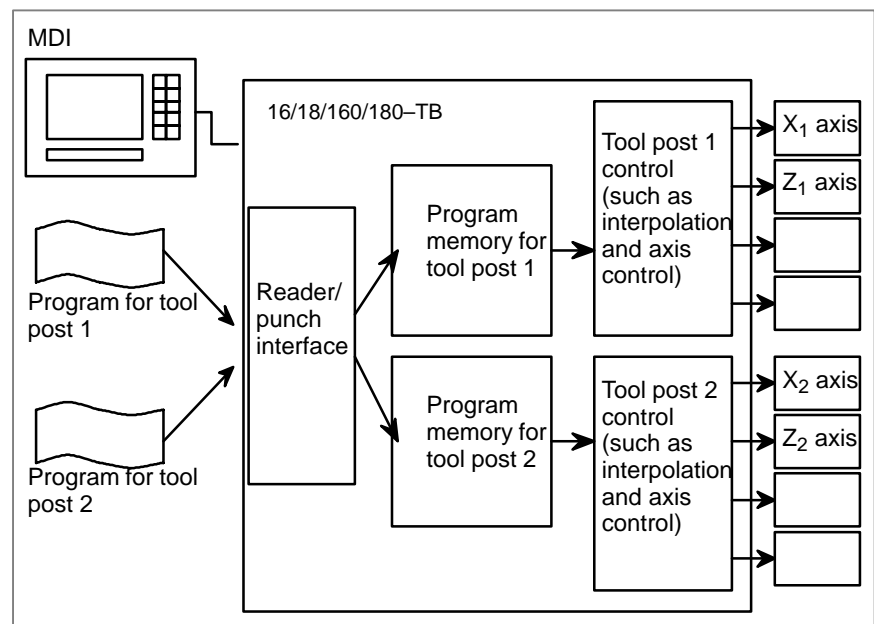 MDI
16/18/160/180–TB
Program for tool
post 1
Program for tool
post 2
Reader/
punch
interface
Program
memory for
tool post 1
Program
memory for
tool post 2
Tool post 1
control
(such as
interpolation
and axis
control)
Tool post 2
control
(such as
interpolation
and axis
control)
X1 axis
Z1 axis
X2 axis
Z2 axis